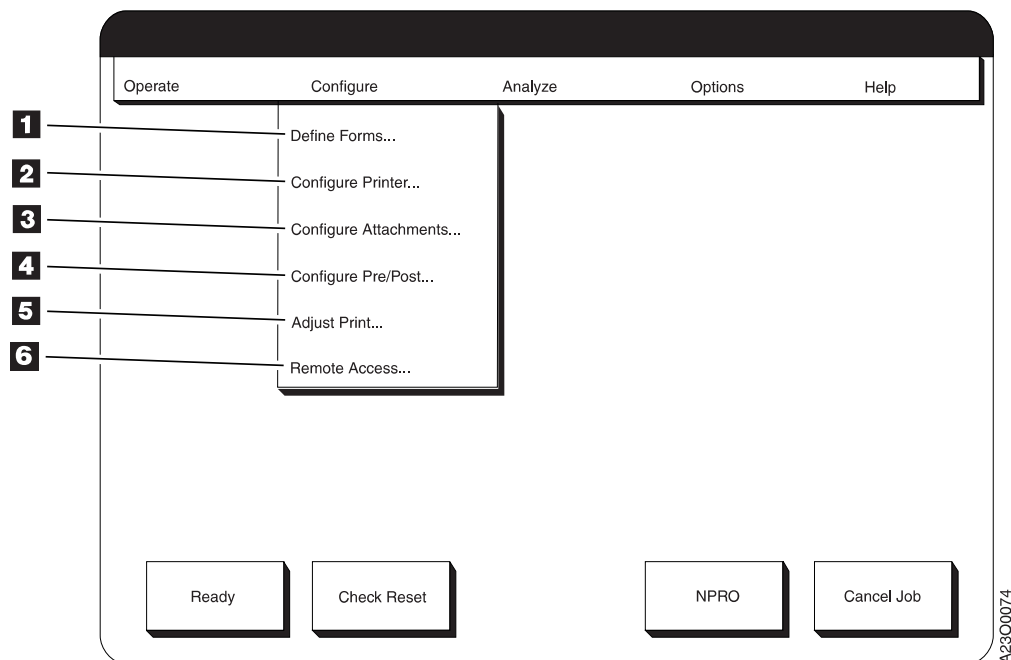 Operate Configure Analyze Options Help
1 Define Forms...
2 Configure Printer...
3 Configure Attachments...
4 Configure Pre/Post...
5 Adjust Print...
6 Remote Access...
Ready Check Reset NPRO Cancel Job
A23O0074